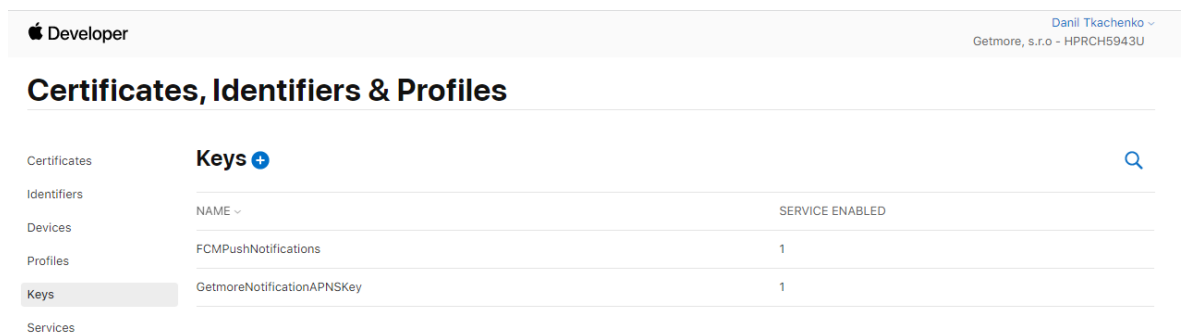 Developer
Danil Tkachenko
Getmore, s.r.o - HPRCH5943U
Certificates, Identifiers & Profiles
Certificates
Identifiers
Devices
Profiles
Keys
Services
Keys
NAME
SERVICE ENABLED
FCMPushNotifications
1
GetmoreNotificationAPNSKey
1